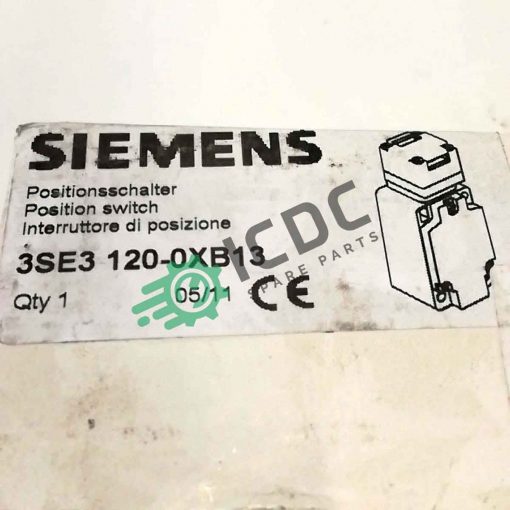 SIEMENS
Positionsschalter
Position switch
Interruttore di posizione
3SE3 120-0XB13
Qty 1 05/11 CE
ICDC
SPARE PARTS